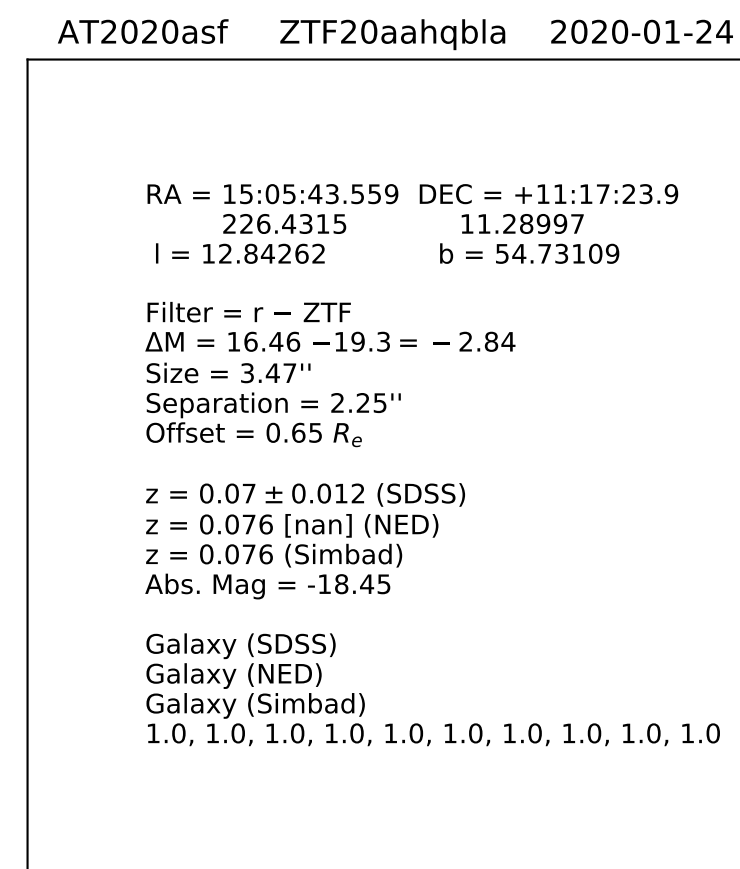 AT2020asf ZTF20aahqbla 2020-01-24
RA = 15:05:43.559 DEC = +11:17:23.9
226.4315 11.28997
l = 12.84262 b = 54.73109
Filter = r − ZTF
ΔM = 16.46 −19.3 = − 2.84
Size = 3.47''
Separation = 2.25''
Offset = 0.65 Re
z = 0.07 ± 0.012 (SDSS)
z = 0.076 [nan] (NED)
z = 0.076 (Simbad)
Abs. Mag = -18.45
Galaxy (SDSS)
Galaxy (NED)
Galaxy (Simbad)
1.0, 1.0, 1.0, 1.0, 1.0, 1.0, 1.0, 1.0, 1.0, 1.0